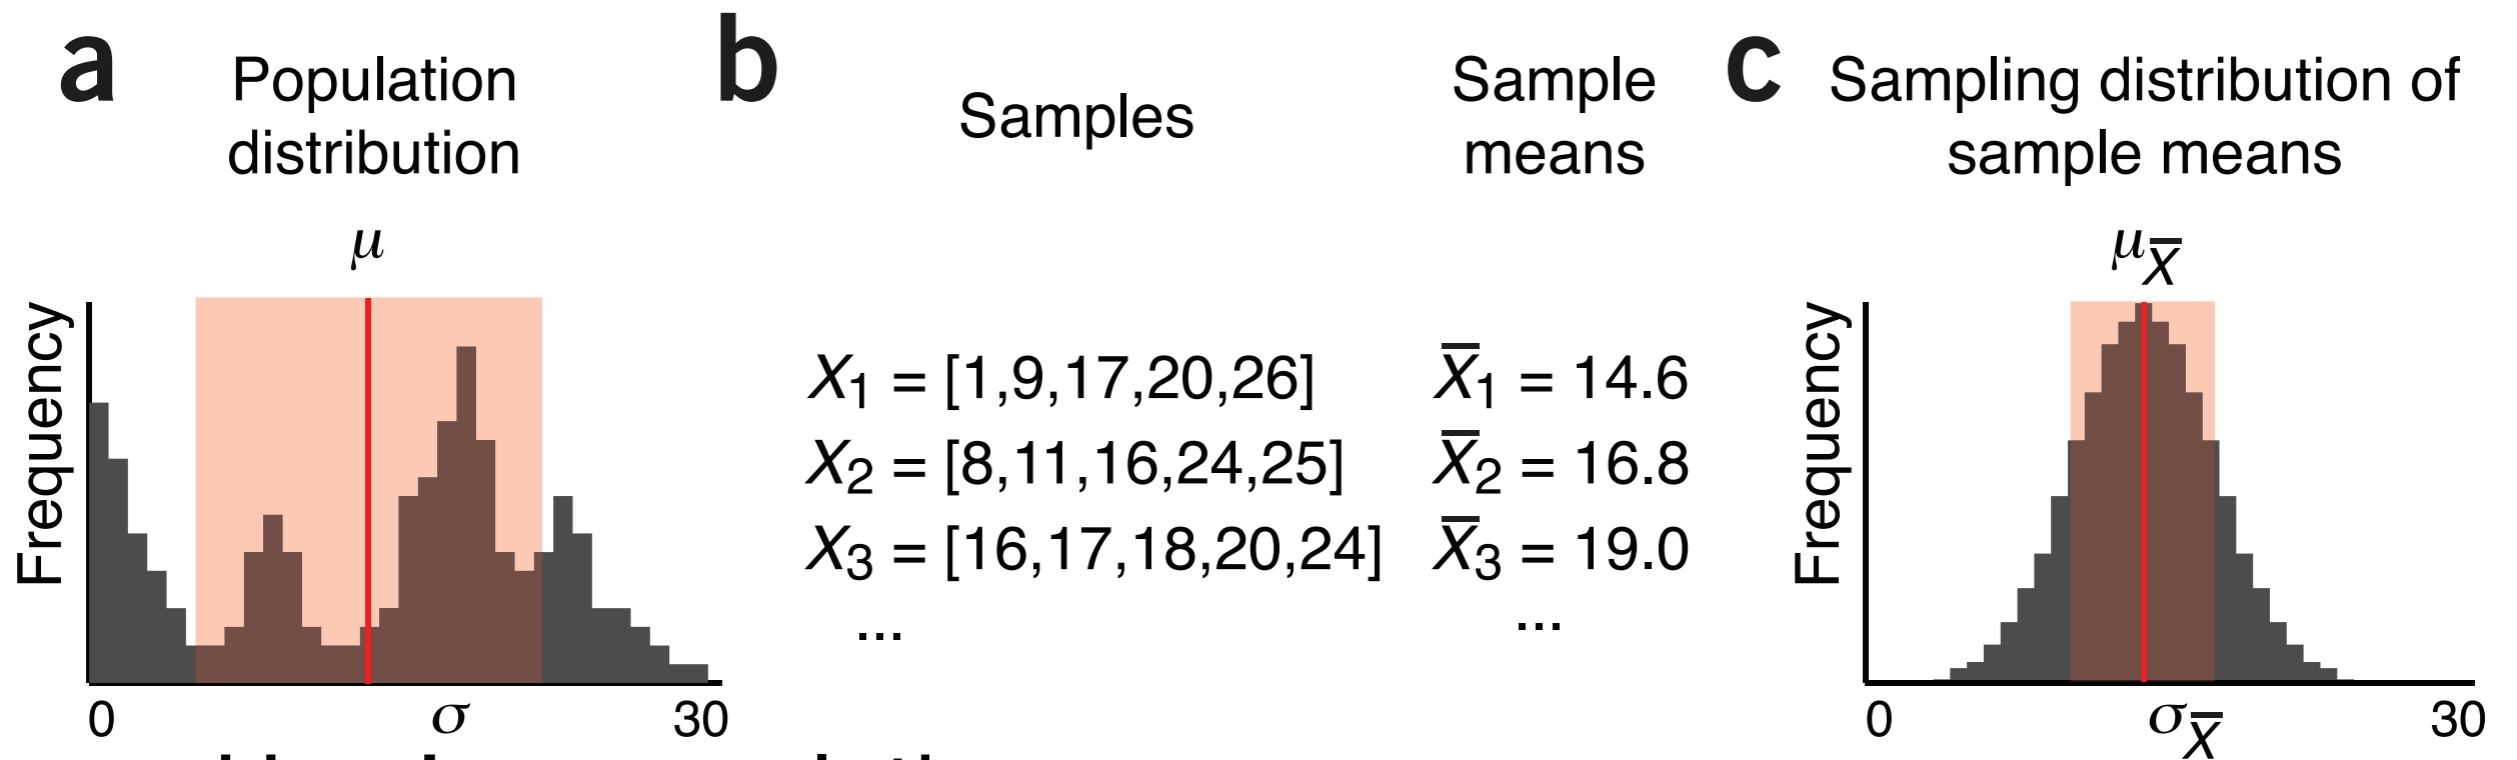 a
Population
distribution
μ
Frequency
0
σ
30
b
Samples
Sample
means
X₁ = [1,9,17,20,26]
X̅₁ = 14.6
X₂ = [8,11,16,24,25]
X̅₂ = 16.8
X₃ = [16,17,18,20,24]
X̅₃ = 19.0
...
...
c
Sampling distribution of
sample means
μX̅
Frequency
0
σX̅
30